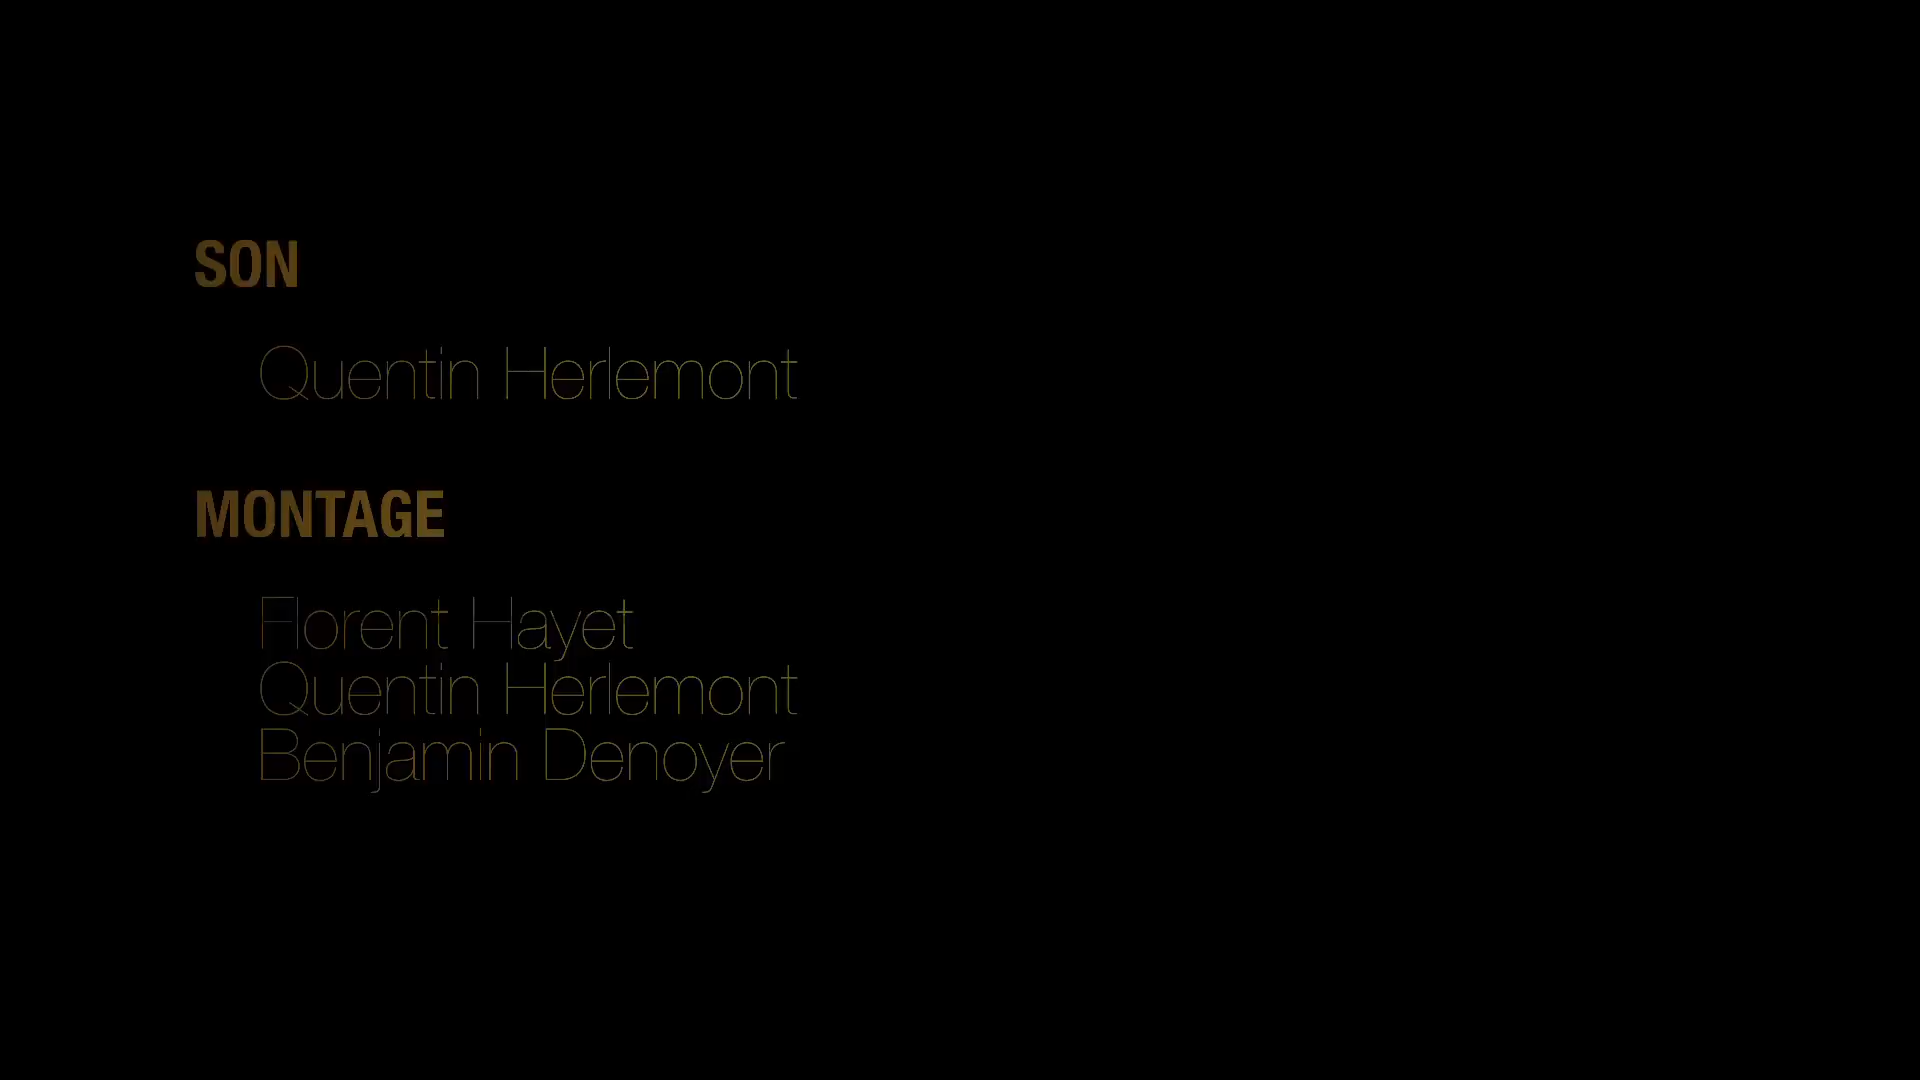 SON
Quentin Herlemont
MONTAGE
Florent Hayet
Quentin Herlemont
Benjamin Denoyer